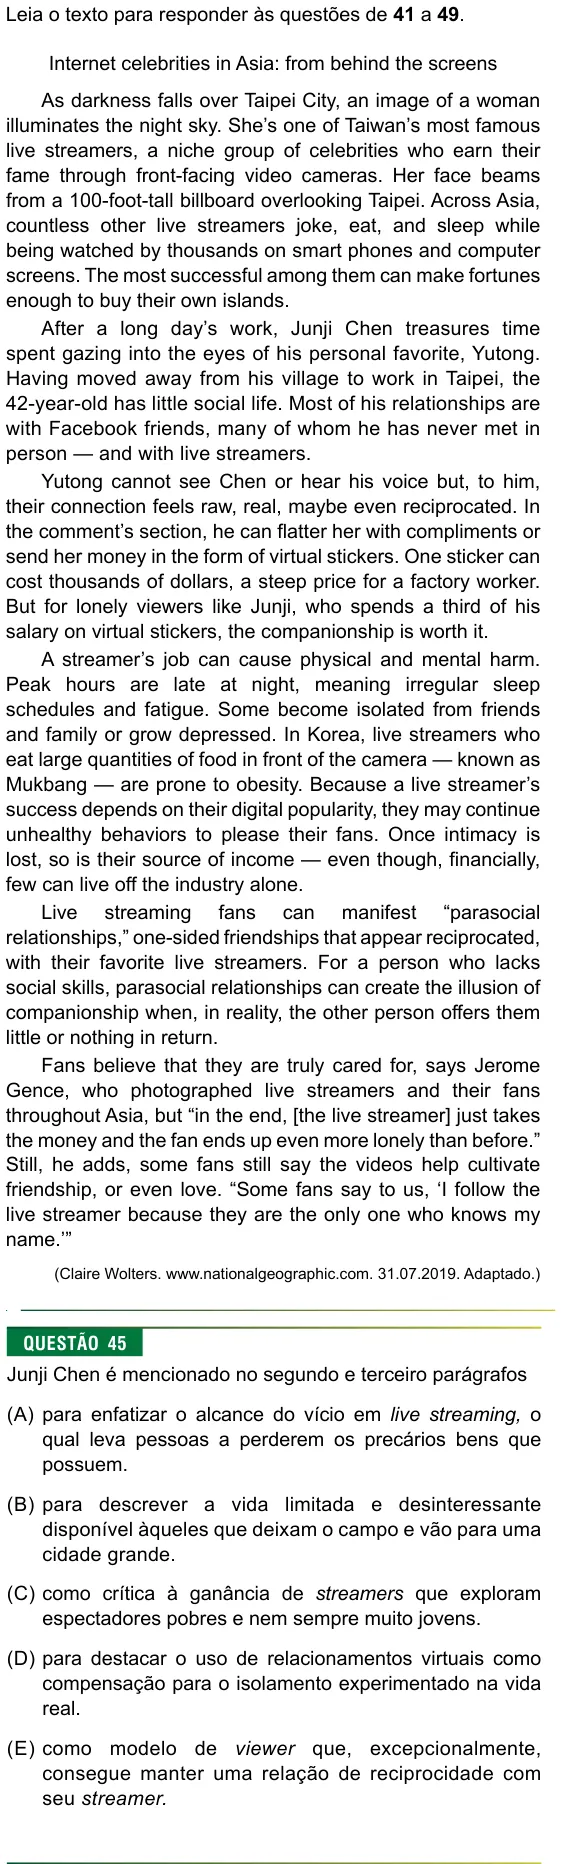 Leia o texto para responder às questões de 41 a 49.
Internet celebrities in Asia: from behind the screens
As darkness falls over Taipei City, an image of a woman
illuminates the night sky. She’s one of Taiwan’s most famous
live streamers, a niche group of celebrities who earn their
fame through front-facing video cameras. Her face beams
from a 100-foot-tall billboard overlooking Taipei. Across Asia,
countless other live streamers joke, eat, and sleep while
being watched by thousands on smart phones and computer
screens. The most successful among them can make fortunes
enough to buy their own islands.
After a long day’s work, Junji Chen treasures time
spent gazing into the eyes of his personal favorite, Yutong.
Having moved away from his village to work in Taipei, the
42-year-old has little social life. Most of his relationships are
with Facebook friends, many of whom he has never met in
person — and with live streamers.
Yutong cannot see Chen or hear his voice but, to him,
their connection feels raw, real, maybe even reciprocated. In
the comment’s section, he can flatter her with compliments or
send her money in the form of virtual stickers. One sticker can
cost thousands of dollars, a steep price for a factory worker.
But for lonely viewers like Junji, who spends a third of his
salary on virtual stickers, the companionship is worth it.
A streamer’s job can cause physical and mental harm.
Peak hours are late at night, meaning irregular sleep
schedules and fatigue. Some become isolated from friends
and family or grow depressed. In Korea, live streamers who
eat large quantities of food in front of the camera — known as
Mukbang — are prone to obesity. Because a live streamer’s
success depends on their digital popularity, they may continue
unhealthy behaviors to please their fans. Once intimacy is
lost, so is their source of income — even though, financially,
few can live off the industry alone.
Live streaming fans can manifest “parasocial
relationships,” one-sided friendships that appear reciprocated,
with their favorite live streamers. For a person who lacks
social skills, parasocial relationships can create the illusion of
companionship when, in reality, the other person offers them
little or nothing in return.
Fans believe that they are truly cared for, says Jerome
Gence, who photographed live streamers and their fans
throughout Asia, but “in the end, [the live streamer] just takes
the money and the fan ends up even more lonely than before.”
Still, he adds, some fans still say the videos help cultivate
friendship, or even love. “Some fans say to us, ‘I follow the
live streamer because they are the only one who knows my
name.’”
(Claire Wolters. www.nationalgeographic.com. 31.07.2019. Adaptado.)
QUESTÃO 45
Junji Chen é mencionado no segundo e terceiro parágrafos
(A) para enfatizar o alcance do vício em live streaming, o
qual leva pessoas a perderem os precários bens que
possuem.
(B) para descrever a vida limitada e desinteressante
disponível àqueles que deixam o campo e vão para uma
cidade grande.
(C) como crítica à ganância de streamers que exploram
espectadores pobres e nem sempre muito jovens.
(D) para destacar o uso de relacionamentos virtuais como
compensação para o isolamento experimentado na vida
real.
(E) como modelo de viewer que, excepcionalmente,
consegue manter uma relação de reciprocidade com
seu streamer.